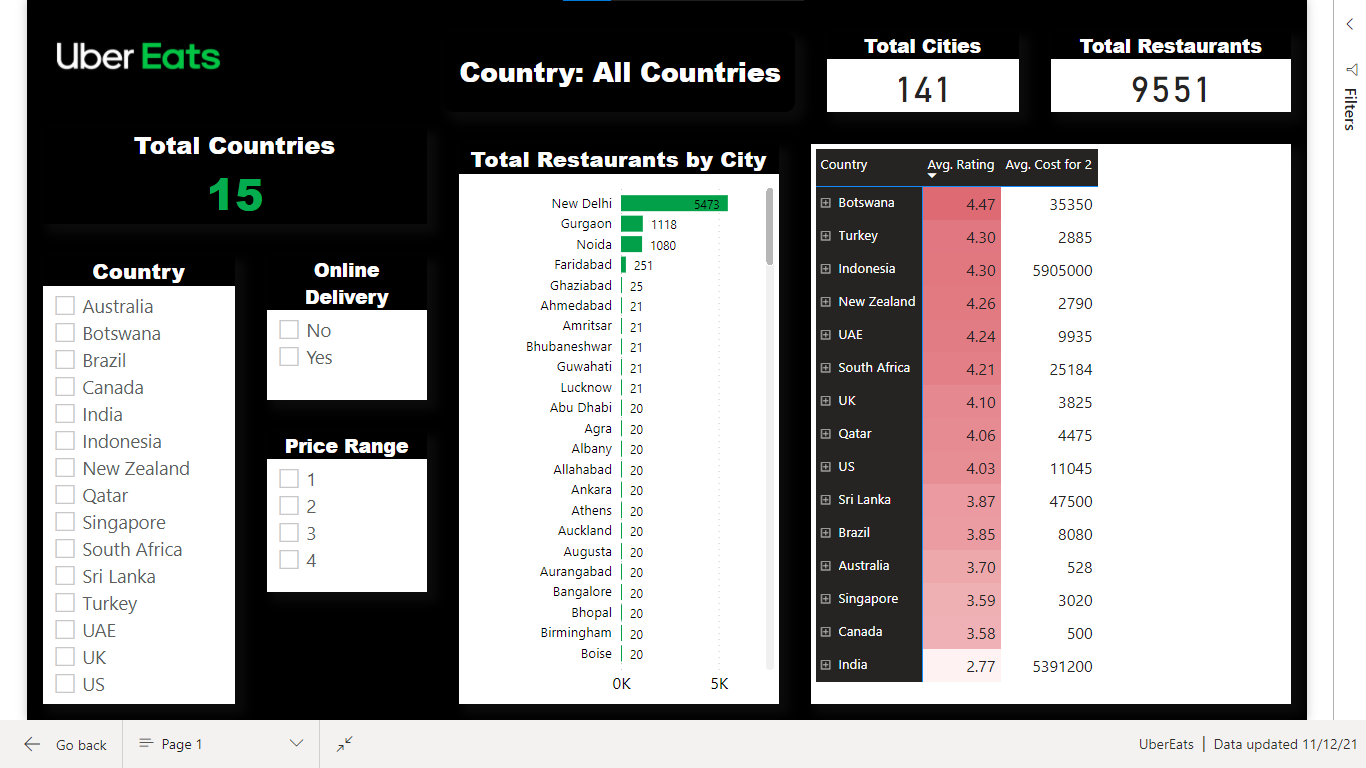 Uber Eats
Country: All Countries
Total Cities
141
Total Restaurants
9551
Filters
Total Countries
15
Country
Australia
Botswana
Brazil
Canada
India
Indonesia
New Zealand
Qatar
Singapore
South Africa
Sri Lanka
Turkey
UAE
UK
US
Online
Delivery
No
Yes
Price Range
1
2
3
4
Total Restaurants by City
New Delhi 5473
Gurgaon 1118
Noida 1080
Faridabad 251
Ghaziabad 25
Ahmedabad 21
Amritsar 21
Bhubaneshwar 21
Guwahati 21
Lucknow 21
Abu Dhabi 20
Agra 20
Albany 20
Allahabad 20
Ankara 20
Athens 20
Auckland 20
Augusta 20
Aurangabad 20
Bangalore 20
Bhopal 20
Birmingham 20
Boise 20
0K 5K
Country Avg. Rating Avg. Cost for 2
Botswana 4.47 35350
Turkey 4.30 2885
Indonesia 4.30 5905000
New Zealand 4.26 2790
UAE 4.24 9935
South Africa 4.21 25184
UK 4.10 3825
Qatar 4.06 4475
US 4.03 11045
Sri Lanka 3.87 47500
Brazil 3.85 8080
Australia 3.70 528
Singapore 3.59 3020
Canada 3.58 500
India 2.77 5391200
Go back
Page 1
UberEats | Data updated 11/12/21